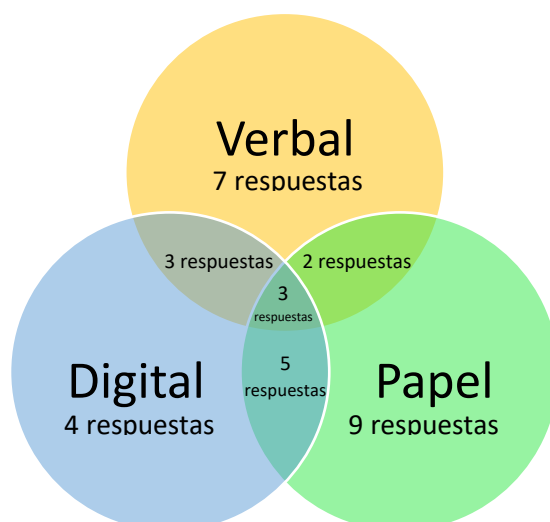 Verbal
7 respuestas
3 respuestas
2 respuestas
3
respuestas
5
respuestas
Digital
4 respuestas
Papel
9 respuestas